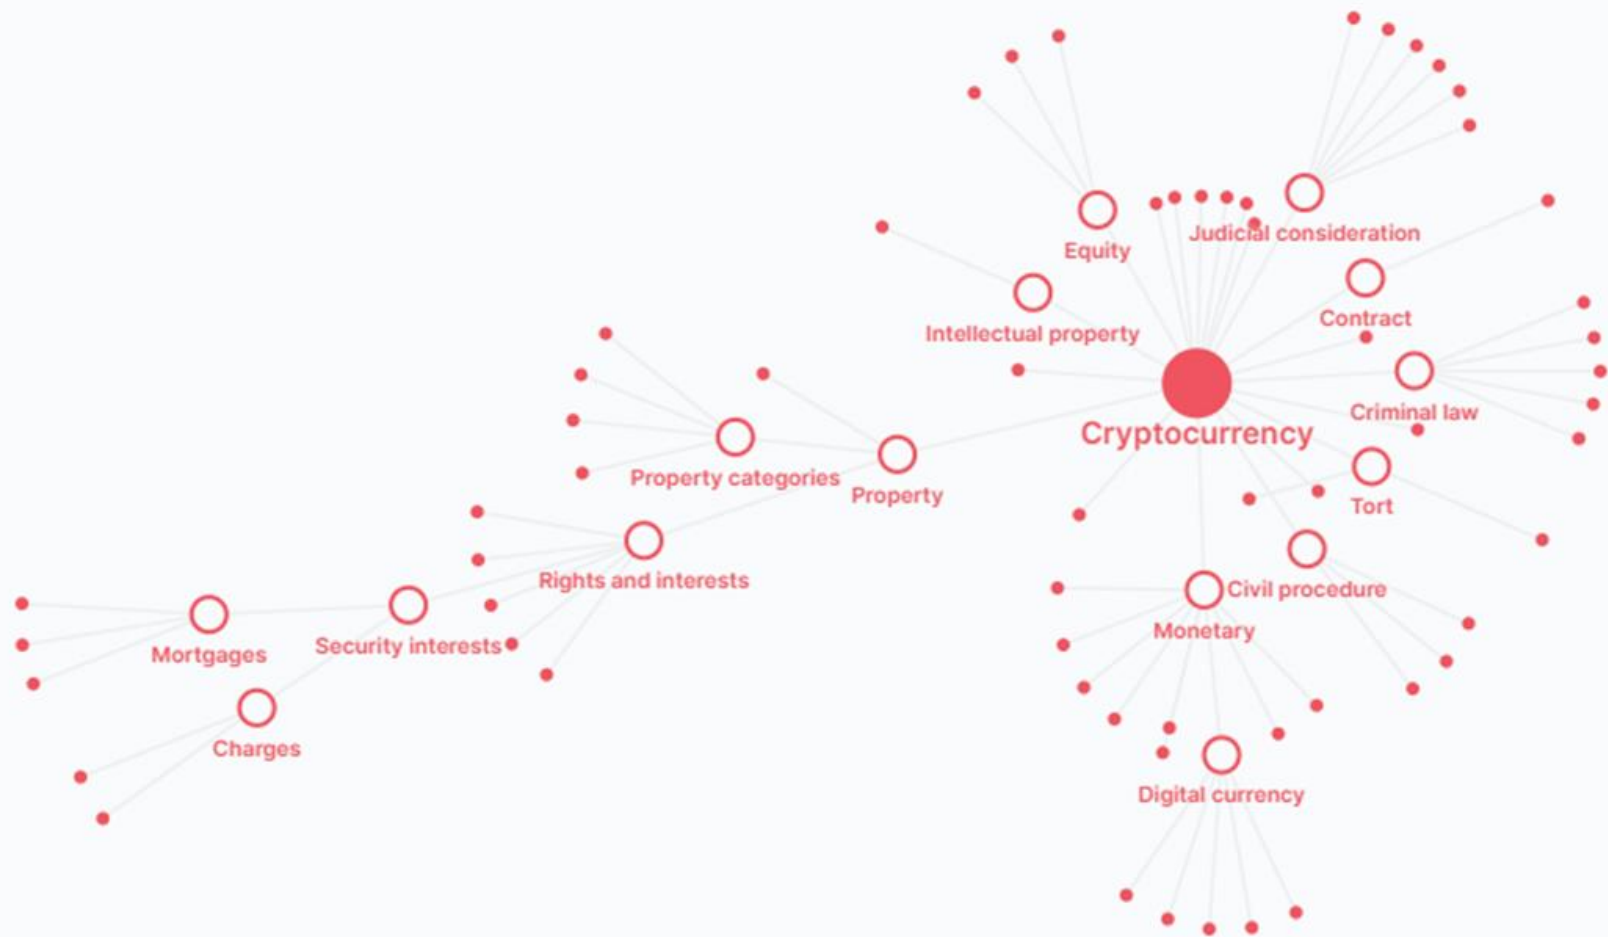 Judicial consideration
Equity
Contract
Intellectual property
Criminal law
Cryptocurrency
Property categories
Property
Tort
Rights and interests
Civil procedure
Monetary
Security interests
Mortgages
Charges
Digital currency